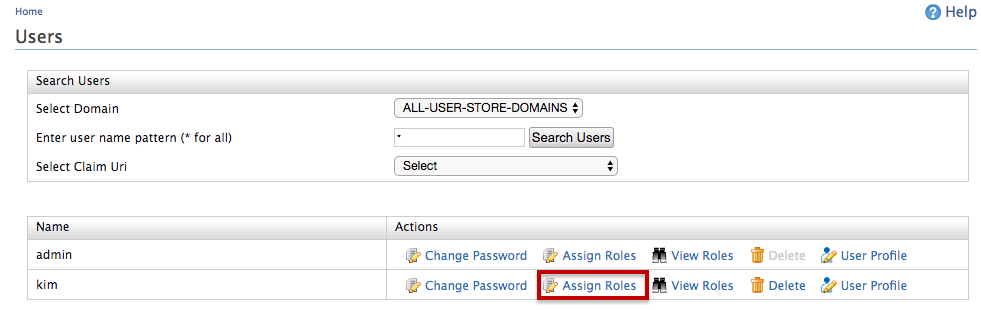 Home
Help
Users
Search Users
Select Domain ALL-USER-STORE-DOMAINS
Enter user name pattern (* for all) * Search Users
Select Claim Uri Select
Name Actions
admin Change Password Assign Roles View Roles Delete User Profile
kim Change Password Assign Roles View Roles Delete User Profile